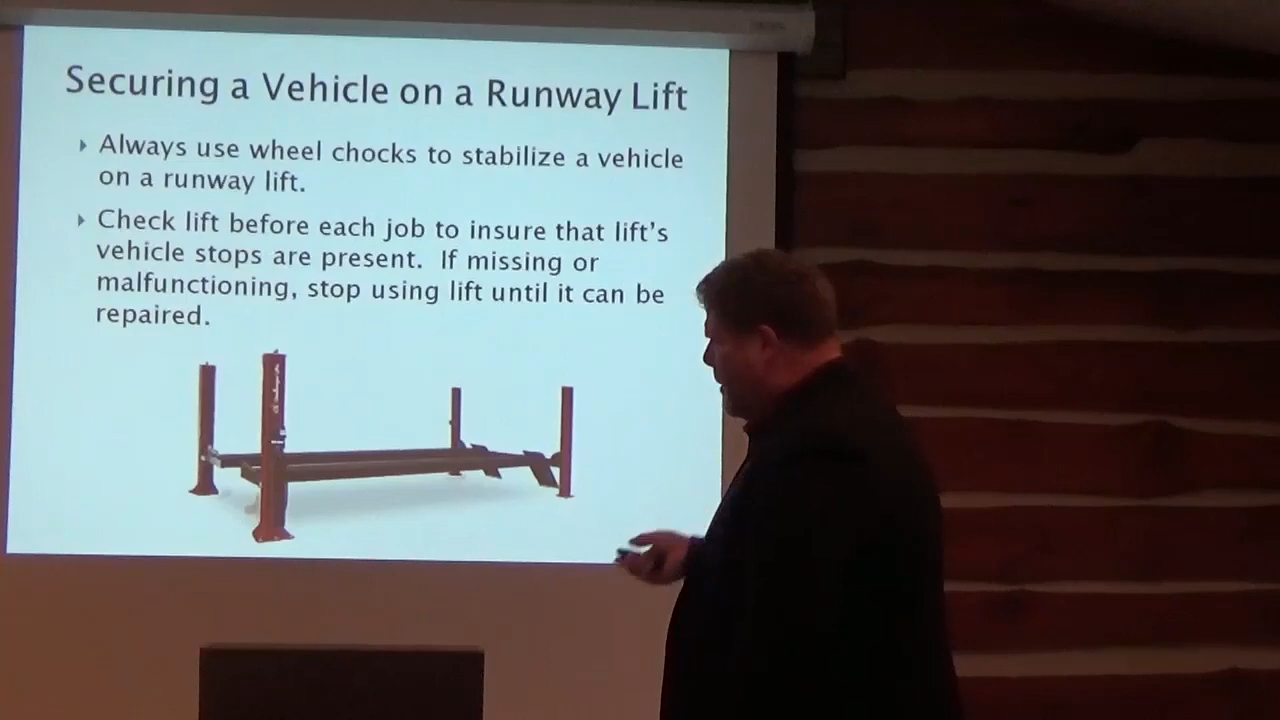 Securing a Vehicle on a Runway Lift
Always use wheel chocks to stabilize a vehicle
on a runway lift.
Check lift before each job to insure that lift's
vehicle stops are present. If missing or
malfunctioning, stop using lift until it can be
repaired.